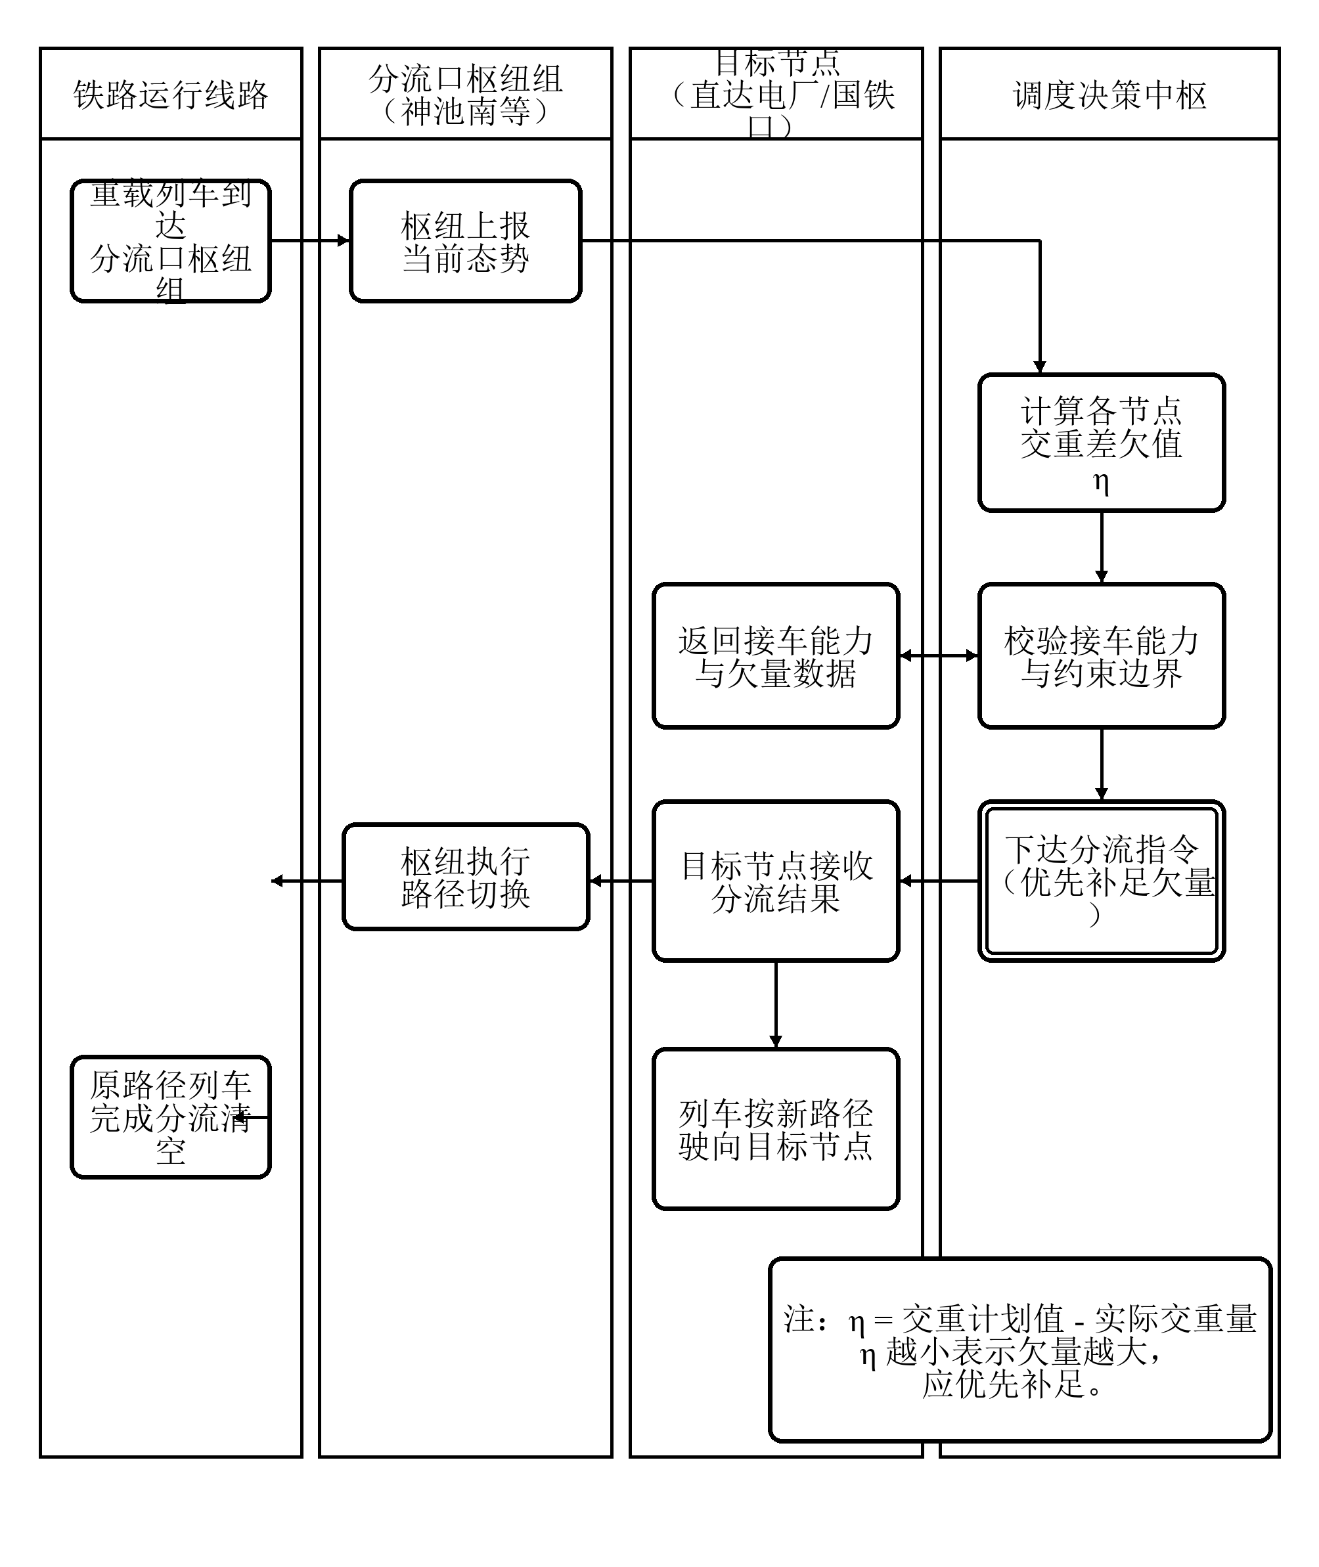 铁路运行线路
分流口枢纽组
（神池南等）
目标节点
（直达电厂/国铁
口）
调度决策中枢
重载列车到
达
分流口枢纽
组
枢纽上报
当前态势
计算各节点
交重差欠值
η
返回接车能力
与欠量数据
校验接车能力
与约束边界
枢纽执行
路径切换
目标节点接收
分流结果
下达分流指令
（优先补足欠量
）
原路径列车
完成分流清
空
列车按新路径
驶向目标节点
注：η = 交重计划值 - 实际交重量
η 越小表示欠量越大，
应优先补足。